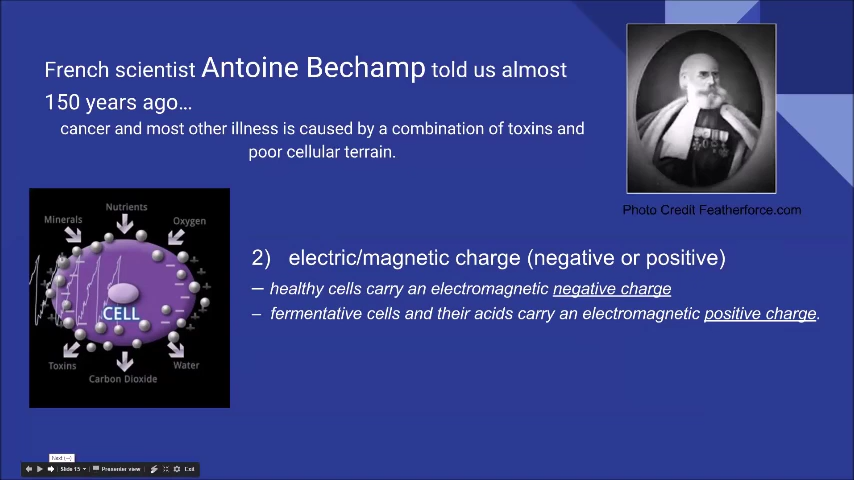 French scientist Antoine Bechamp told us almost
150 years ago...
cancer and most other illness is caused by a combination of toxins and
poor cellular terrain.
Photo Credit Featherforce.com
Nutrients
Minerals
Oxygen
CELL
Toxins
Water
Carbon Dioxide
2) electric/magnetic charge (negative or positive)
– healthy cells carry an electromagnetic negative charge
– fermentative cells and their acids carry an electromagnetic positive charge.
Next (→)
Slide 15 Presenter view Exit